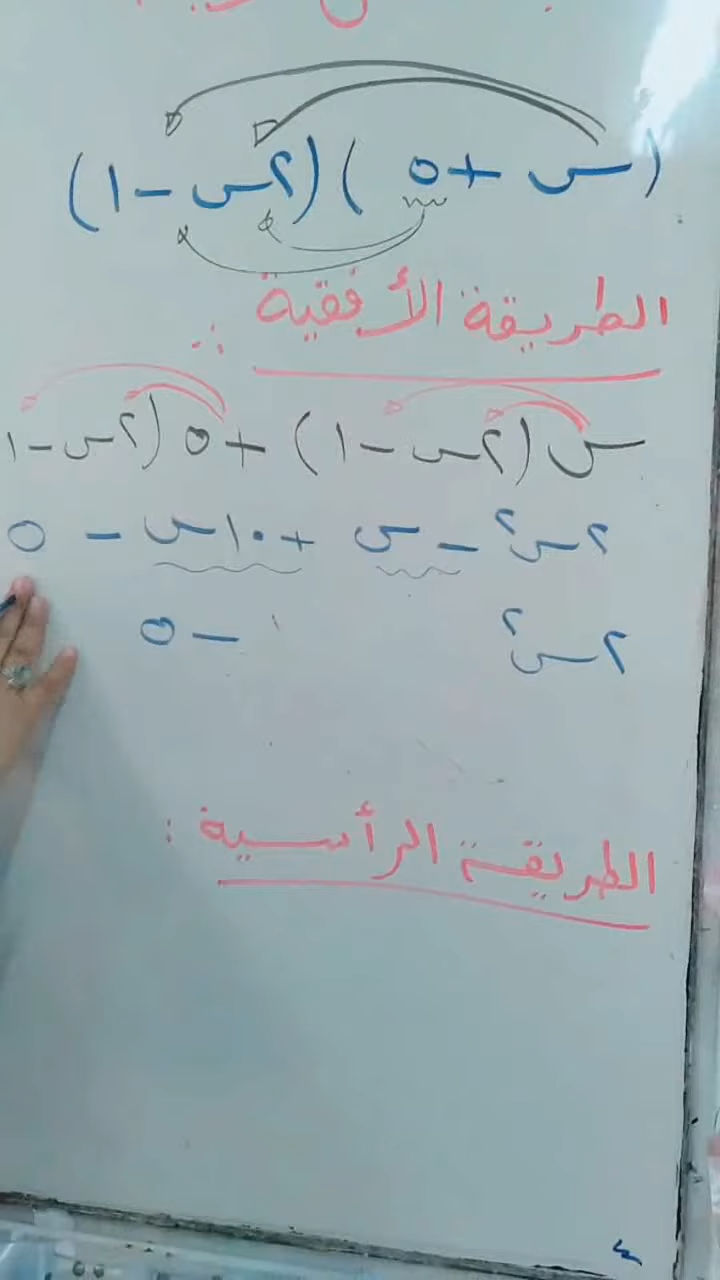 (س + ٥) (٢س - ١)
الطريقة الأفقية :
س(٢س - ١) + ٥(٢س - ١
٢س٢ - س + ١٠س - ٥
٢س٢ - ٥
الطريقة الرأسية :